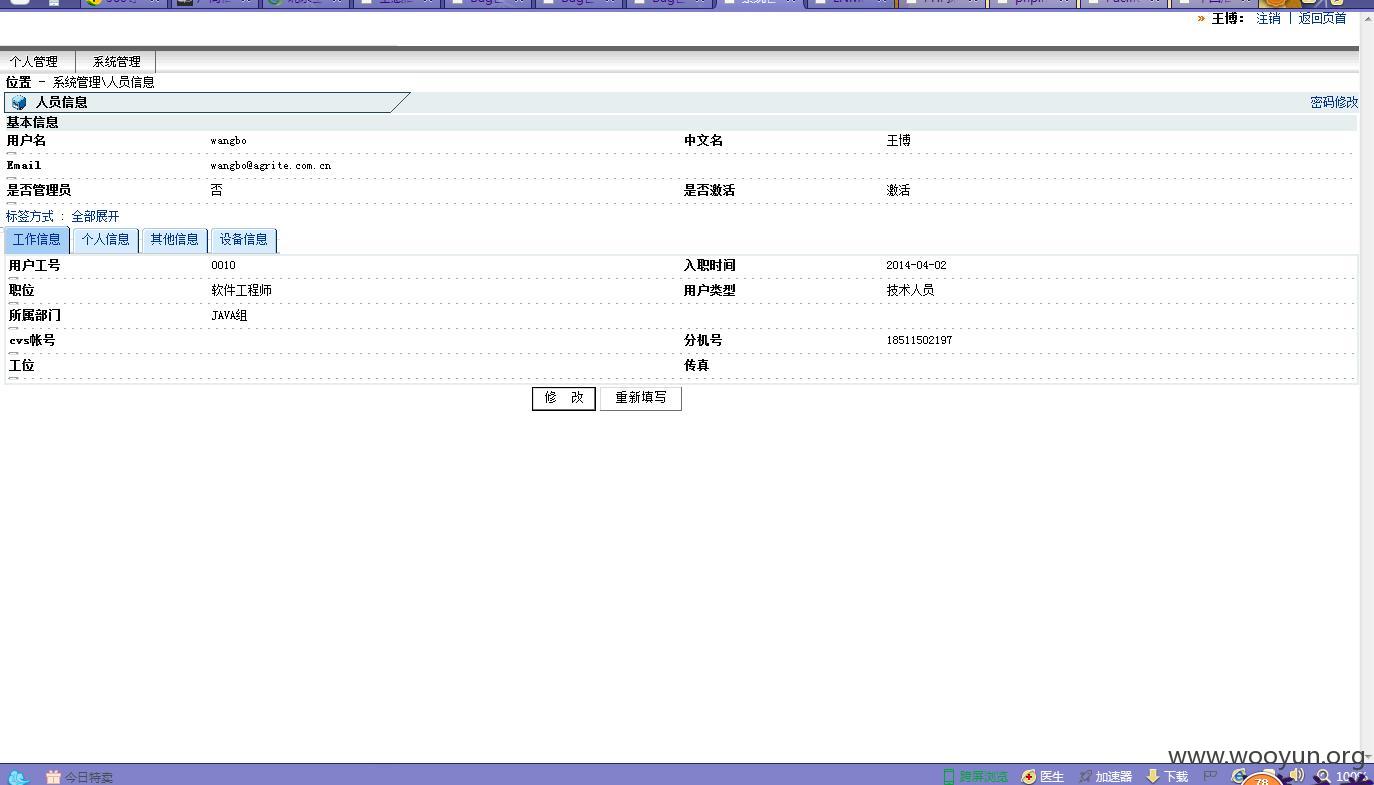 王博: 注销 | 返回页首
个人管理 系统管理
位置 - 系统管理\人员信息
人员信息 密码修改
基本信息
用户名 wangbo 中文名 王博
Email wangbo@agrite.com.cn
是否管理员 否 是否激活 激活
标签方式 : 全部展开
工作信息 个人信息 其他信息 设备信息
用户工号 0010 入职时间 2014-04-02
职位 软件工程师 用户类型 技术人员
所属部门 JAVA组
cvs帐号 分机号 18511502197
工位 传真
修 改 重新填写
www.wooyun.org
今日特卖 跨屏浏览 医生 加速器 下载 78